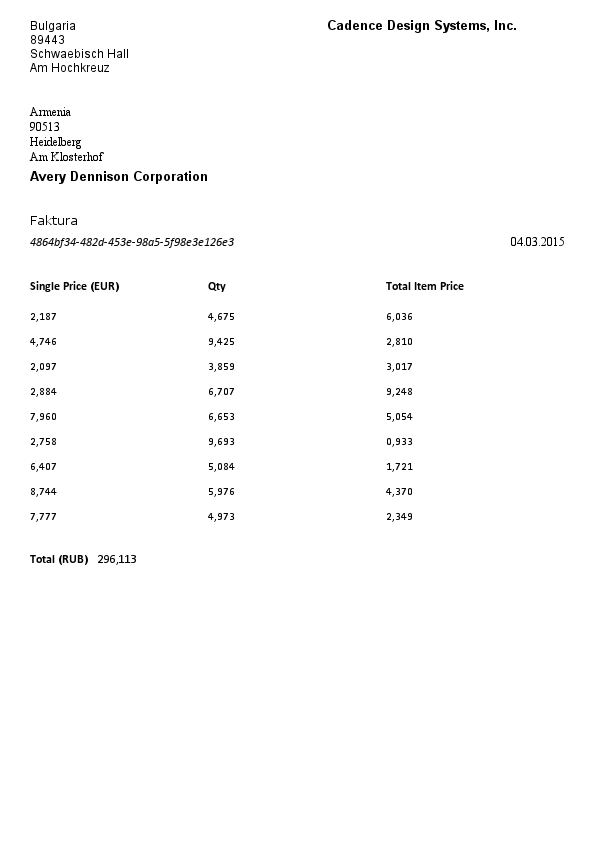 Bulgaria
89443
Schwaebisch Hall
Am Hochkreuz
Cadence Design Systems, Inc.
Armenia
90513
Heidelberg
Am Klosterhof
Avery Dennison Corporation
Faktura
4864bf34-482d-453e-98a5-5f98e3e126e3 04.03.2015
Single Price (EUR) Qty Total Item Price
2,187 4,675 6,036
4,746 9,425 2,810
2,097 3,859 3,017
2,884 6,707 9,248
7,960 6,653 5,054
2,758 9,693 0,933
6,407 5,084 1,721
8,744 5,976 4,370
7,777 4,973 2,349
Total (RUB) 296,113